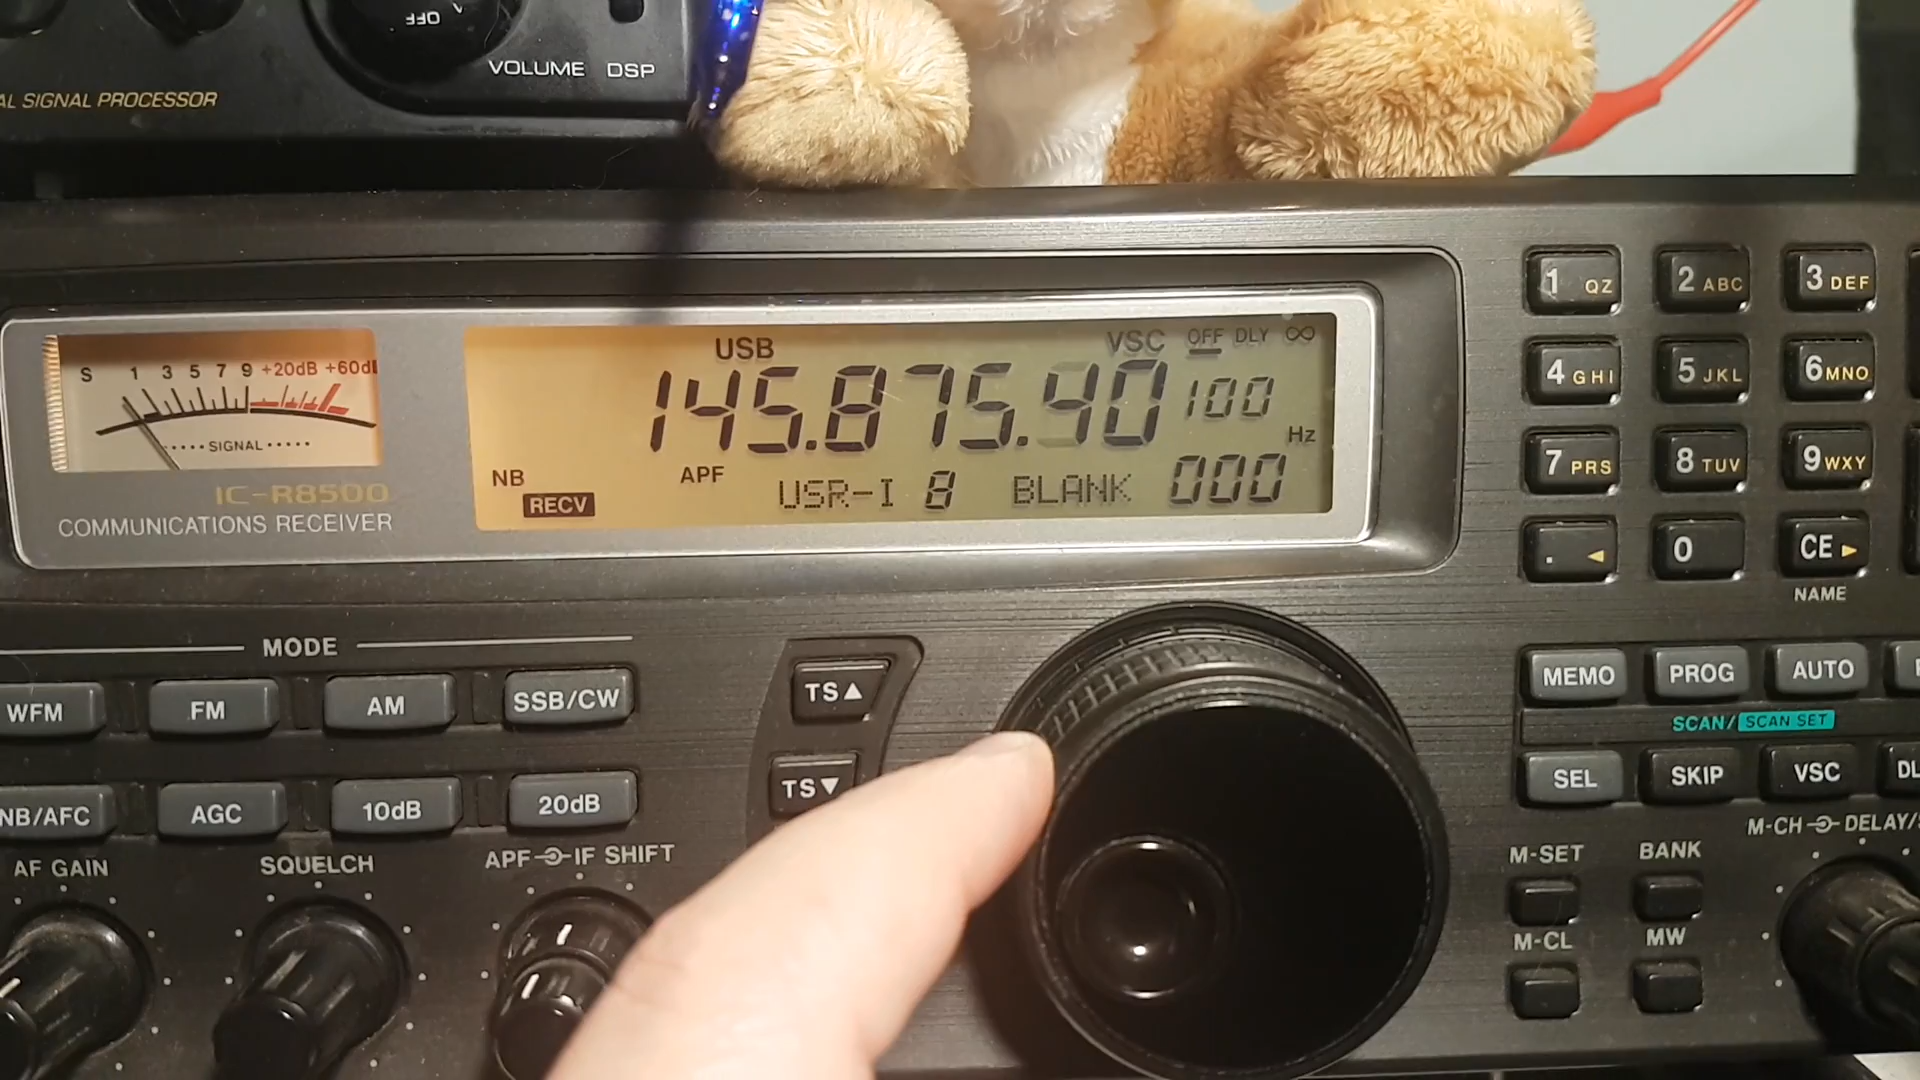 OFF
VOLUME DSP
AL SIGNAL PROCESSOR
S 1 3 5 7 9 +20dB +60d
SIGNAL
IC-R8500
COMMUNICATIONS RECEIVER
USB VSC OFF DLY ∞
145.875.40 100
Hz
NB APF USR-I 8 BLANK 000
RECV
1 QZ 2 ABC 3 DEF
4 GHI 5 JKL 6 MNO
7 PRS 8 TUV 9 WXY
. ◄ 0 CE ►
NAME
MODE
WFM FM AM SSB/CW
TS▲
NB/AFC AGC 10dB 20dB
TS▼
AF GAIN SQUELCH APF IF SHIFT
MEMO PROG AUTO
SCAN/SCAN SET
SEL SKIP VSC DL
M-CH DELAY/
M-SET BANK
M-CL MW